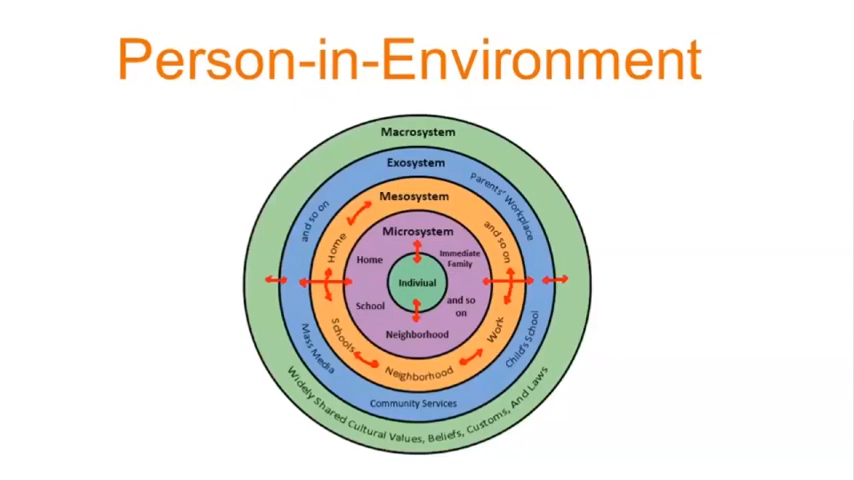 Person-in-Environment
Macrosystem
Exosystem
Parents' Workplace
and so on
Mesosystem
Home
and so on
Microsystem
Home
Immediate
Family
Indiviual
School
and so
on
Neighborhood
Schools
Work
Neighborhood
Mass Media
Child's School
Community Services
Widely Shared Cultural Values, Beliefs, Customs, And Laws